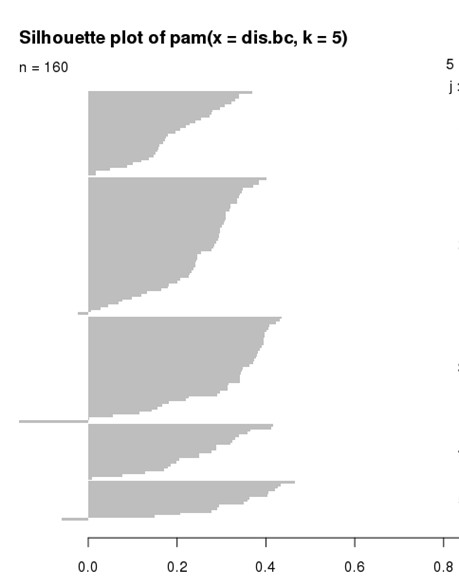 Silhouette plot of pam(x = dis.bc, k = 5)
n = 160
5
j :
0.0 0.2 0.4 0.6 0.8